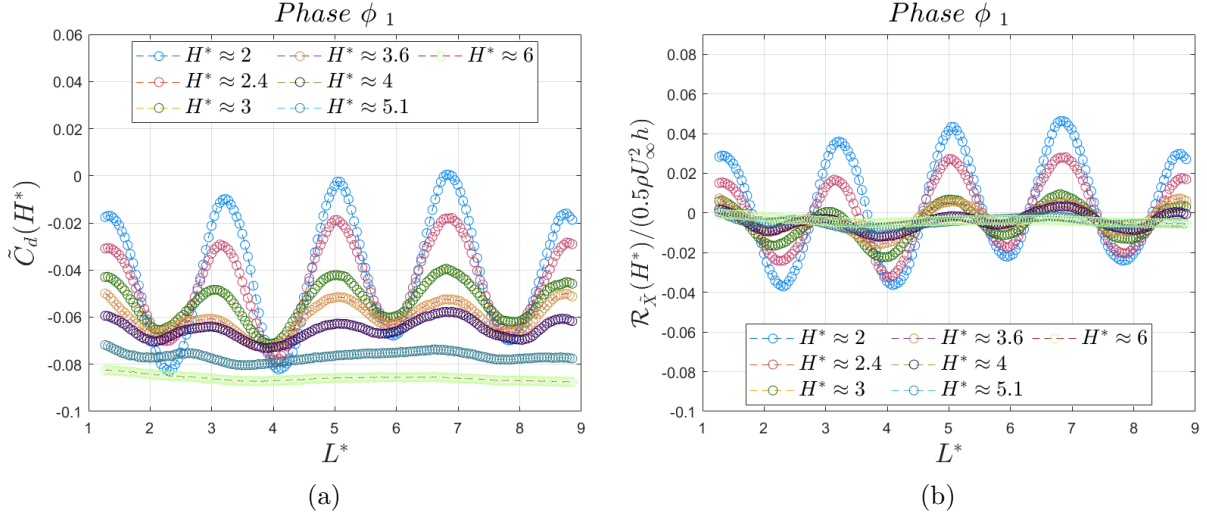 Phase ϕ 1
0.06
0.04
0.02
0
-0.02
-0.04
-0.06
-0.08
-0.1
C̃d(H*)
H* ≈ 2
H* ≈ 3.6
H* ≈ 6
H* ≈ 2.4
H* ≈ 4
H* ≈ 3
H* ≈ 5.1
1 2 3 4 5 6 7 8 9
L*
(a)
Phase ϕ 1
0.08
0.06
0.04
0.02
0
-0.02
-0.04
-0.06
-0.08
-0.1
ℛX̃(H*)/(0.5ρU∞²h)
H* ≈ 2
H* ≈ 3.6
H* ≈ 6
H* ≈ 2.4
H* ≈ 4
H* ≈ 3
H* ≈ 5.1
1 2 3 4 5 6 7 8 9
L*
(b)